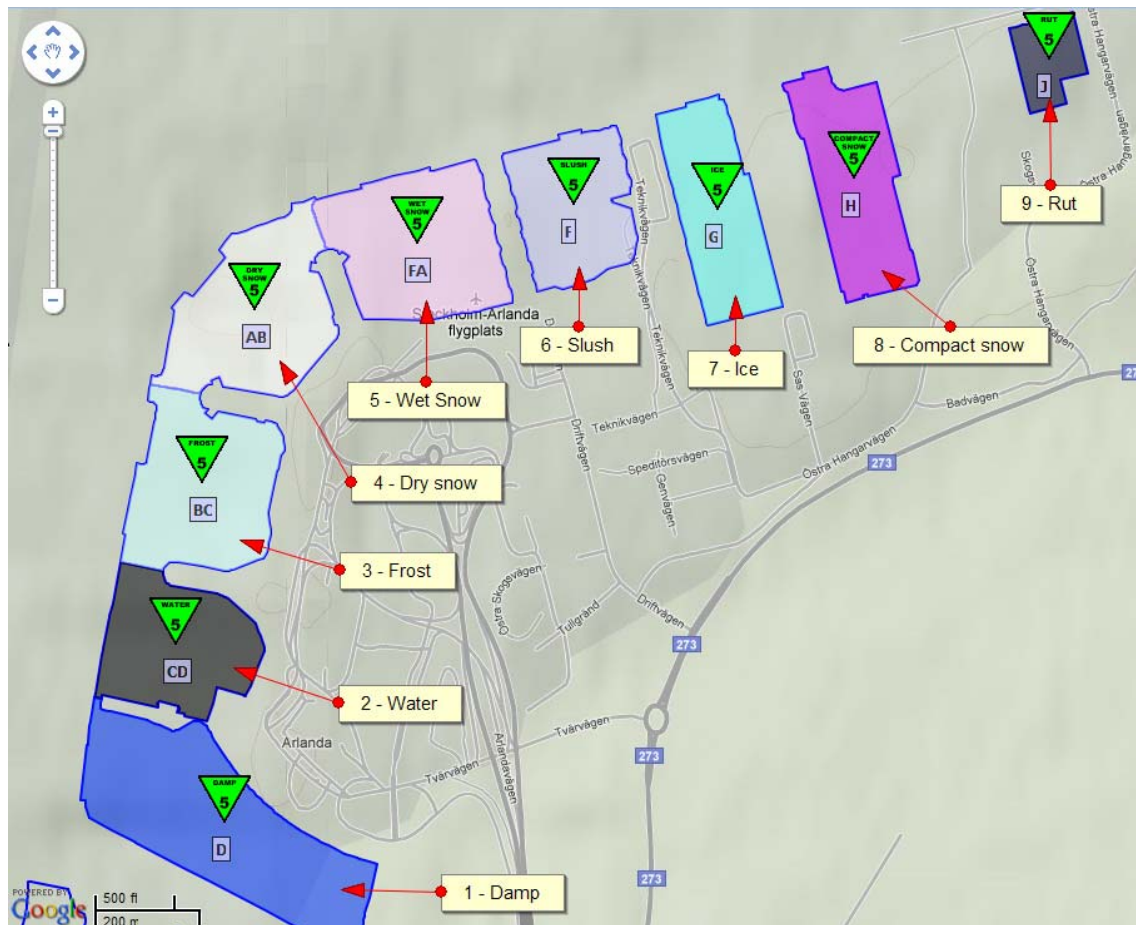 RUT
5
J
9 - Rut
COMPACT
SNOW
5
H
8 - Compact snow
ICE
5
G
7 - Ice
SLUSH
5
F
6 - Slush
WET
SNOW
5
FA
5 - Wet Snow
DRY
SNOW
5
AB
4 - Dry snow
FROST
5
BC
3 - Frost
WATER
5
CD
2 - Water
DAMP
5
D
1 - Damp
Stockholm-Arlanda
flygplats
Östra Hangarvägen
Östra Hangarvägen
Östra Hangarvägen
Teknikvägen
Teknikvägen
Teknikvägen
Teknikvägen
Driftvägen
Driftvägen
Speditörsvägen
Genvägen
Sas-Vägen
Badvägen
273
273
273
273
273
Östra Skogsvägen
Tullgränd
Tvärvägen
Tvärvägen
Arlandavägen
Arlanda
POWERED BY
Google
500 ft
200 m